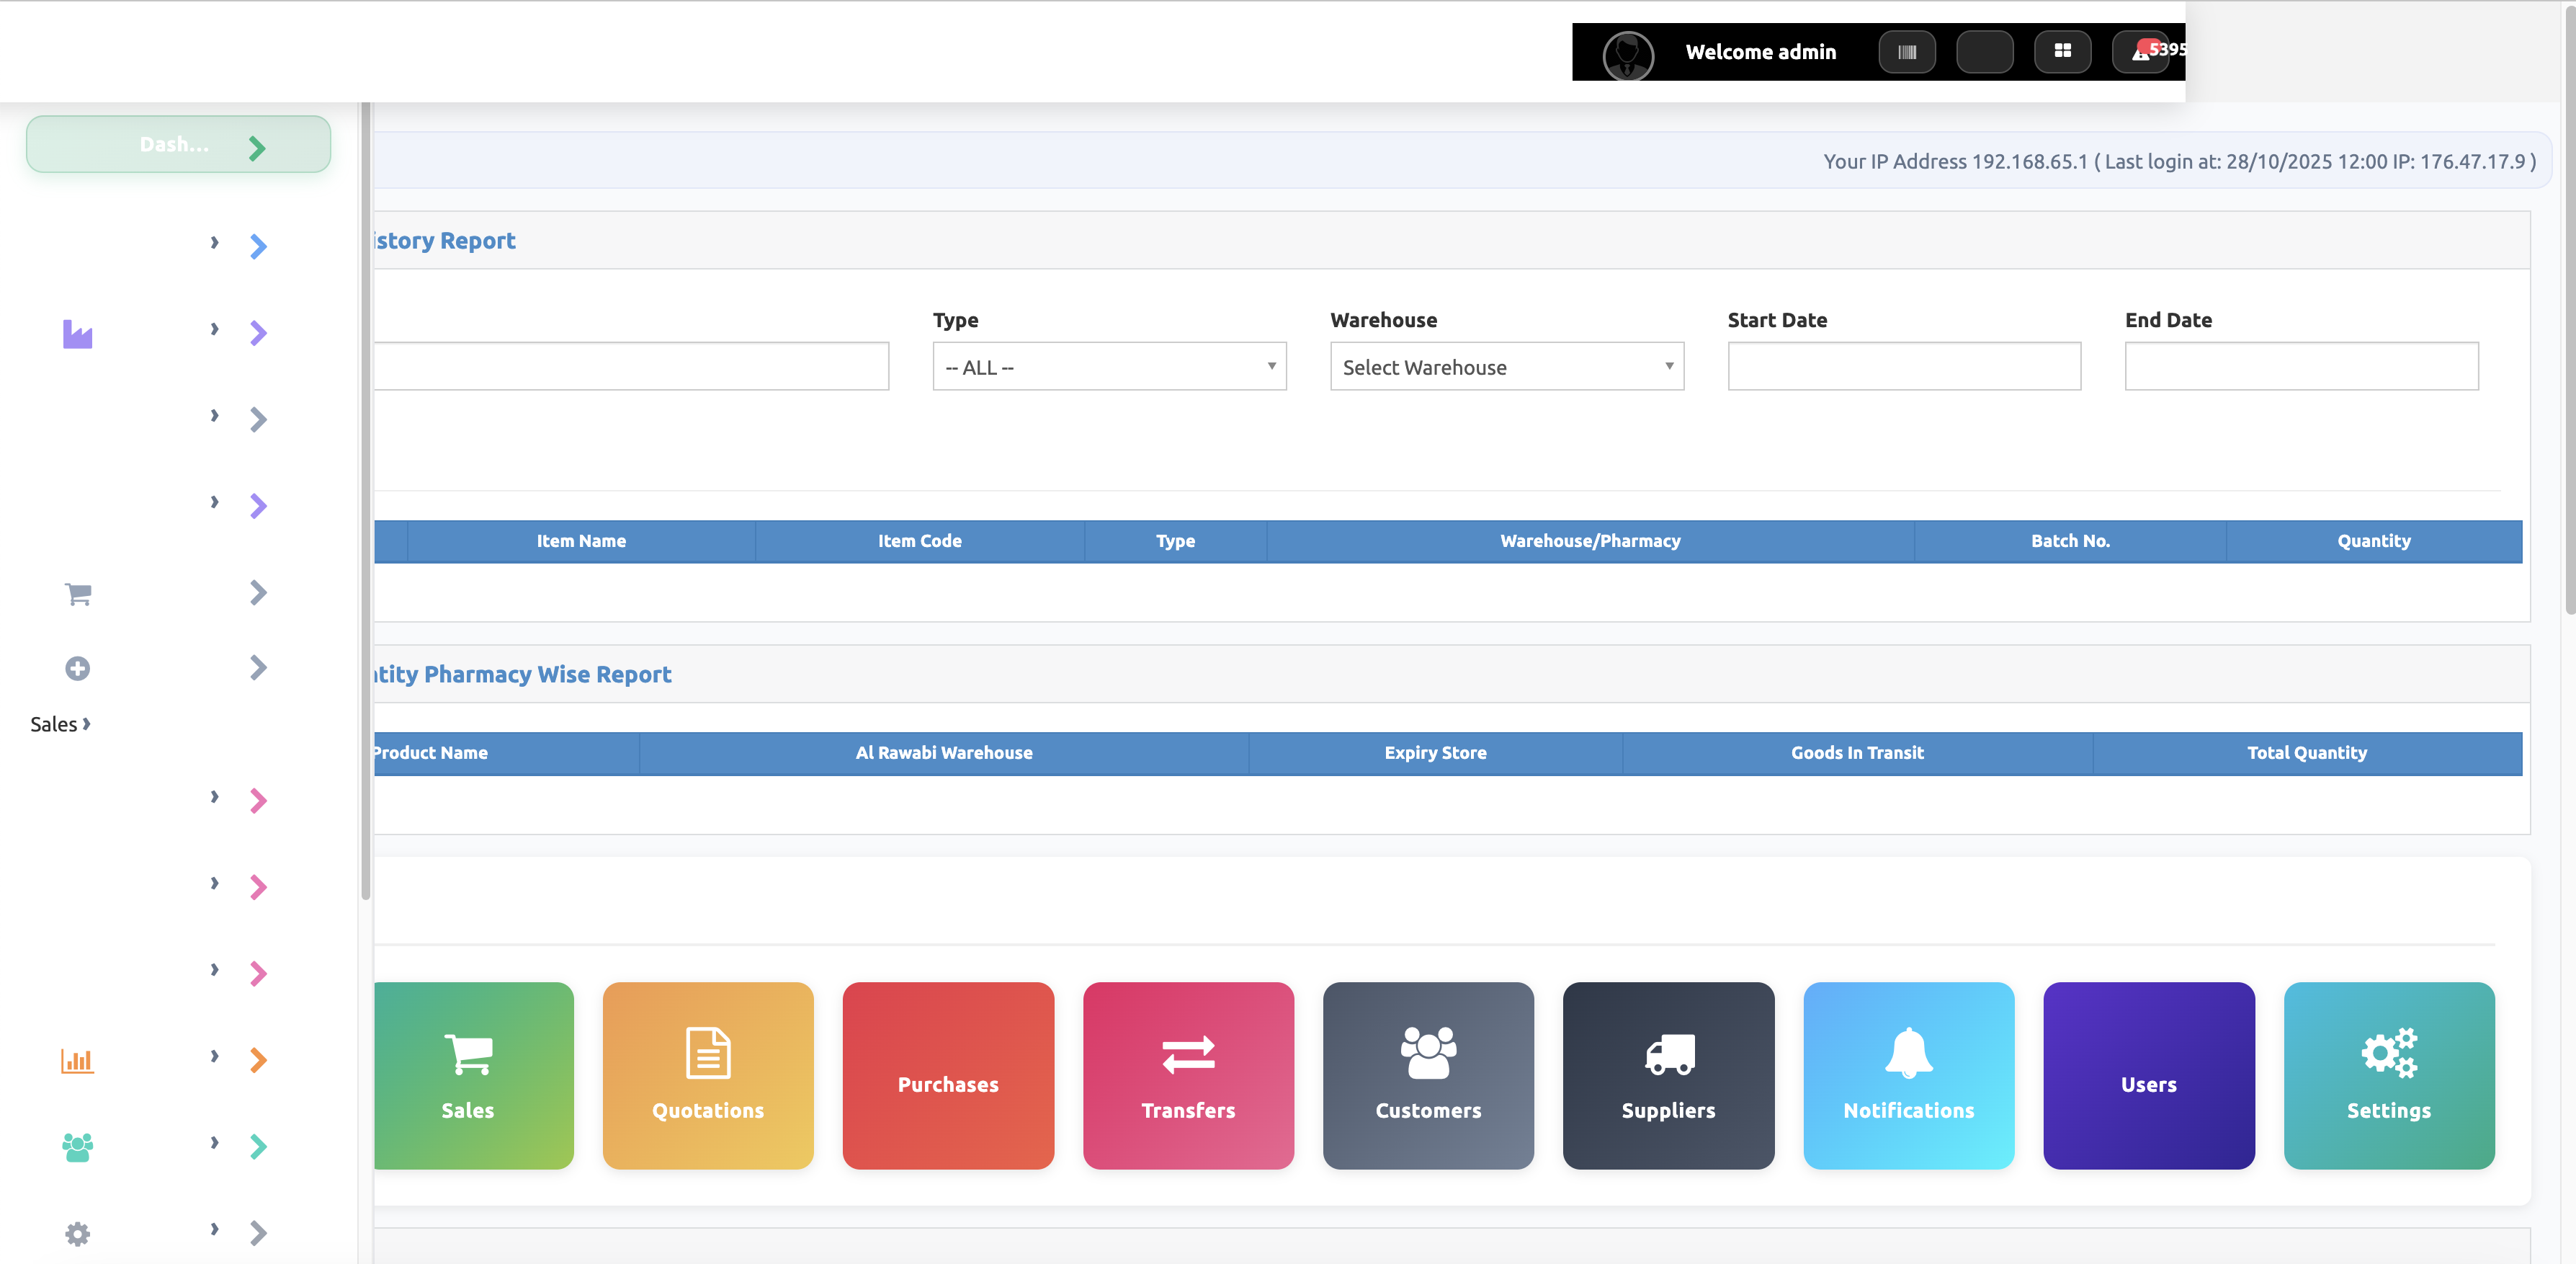 Welcome admin
5395
Dash...
Your IP Address 192.168.65.1 ( Last login at: 28/10/2025 12:00 IP: 176.47.17.9 )
istory Report
Type
Warehouse
Start Date
End Date
-- ALL --
Select Warehouse
Item Name
Item Code
Type
Warehouse/Pharmacy
Batch No.
Quantity
ntity Pharmacy Wise Report
Sales
Product Name
Al Rawabi Warehouse
Expiry Store
Goods In Transit
Total Quantity
Sales
Quotations
Purchases
Transfers
Customers
Suppliers
Notifications
Users
Settings